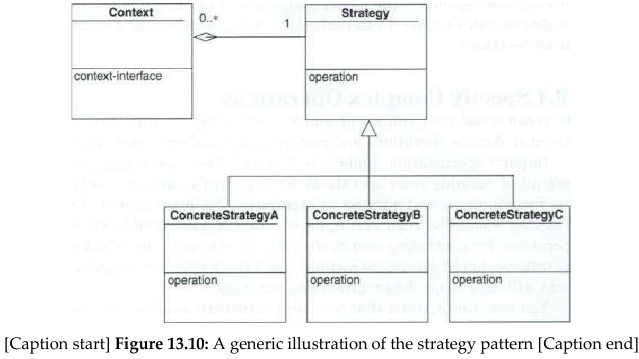 Context
0..*
1
Strategy
context-interface
operation
ConcreteStrategyA
ConcreteStrategyB
ConcreteStrategyC
operation
operation
operation
[Caption start] Figure 13.10: A generic illustration of the strategy pattern [Caption end]